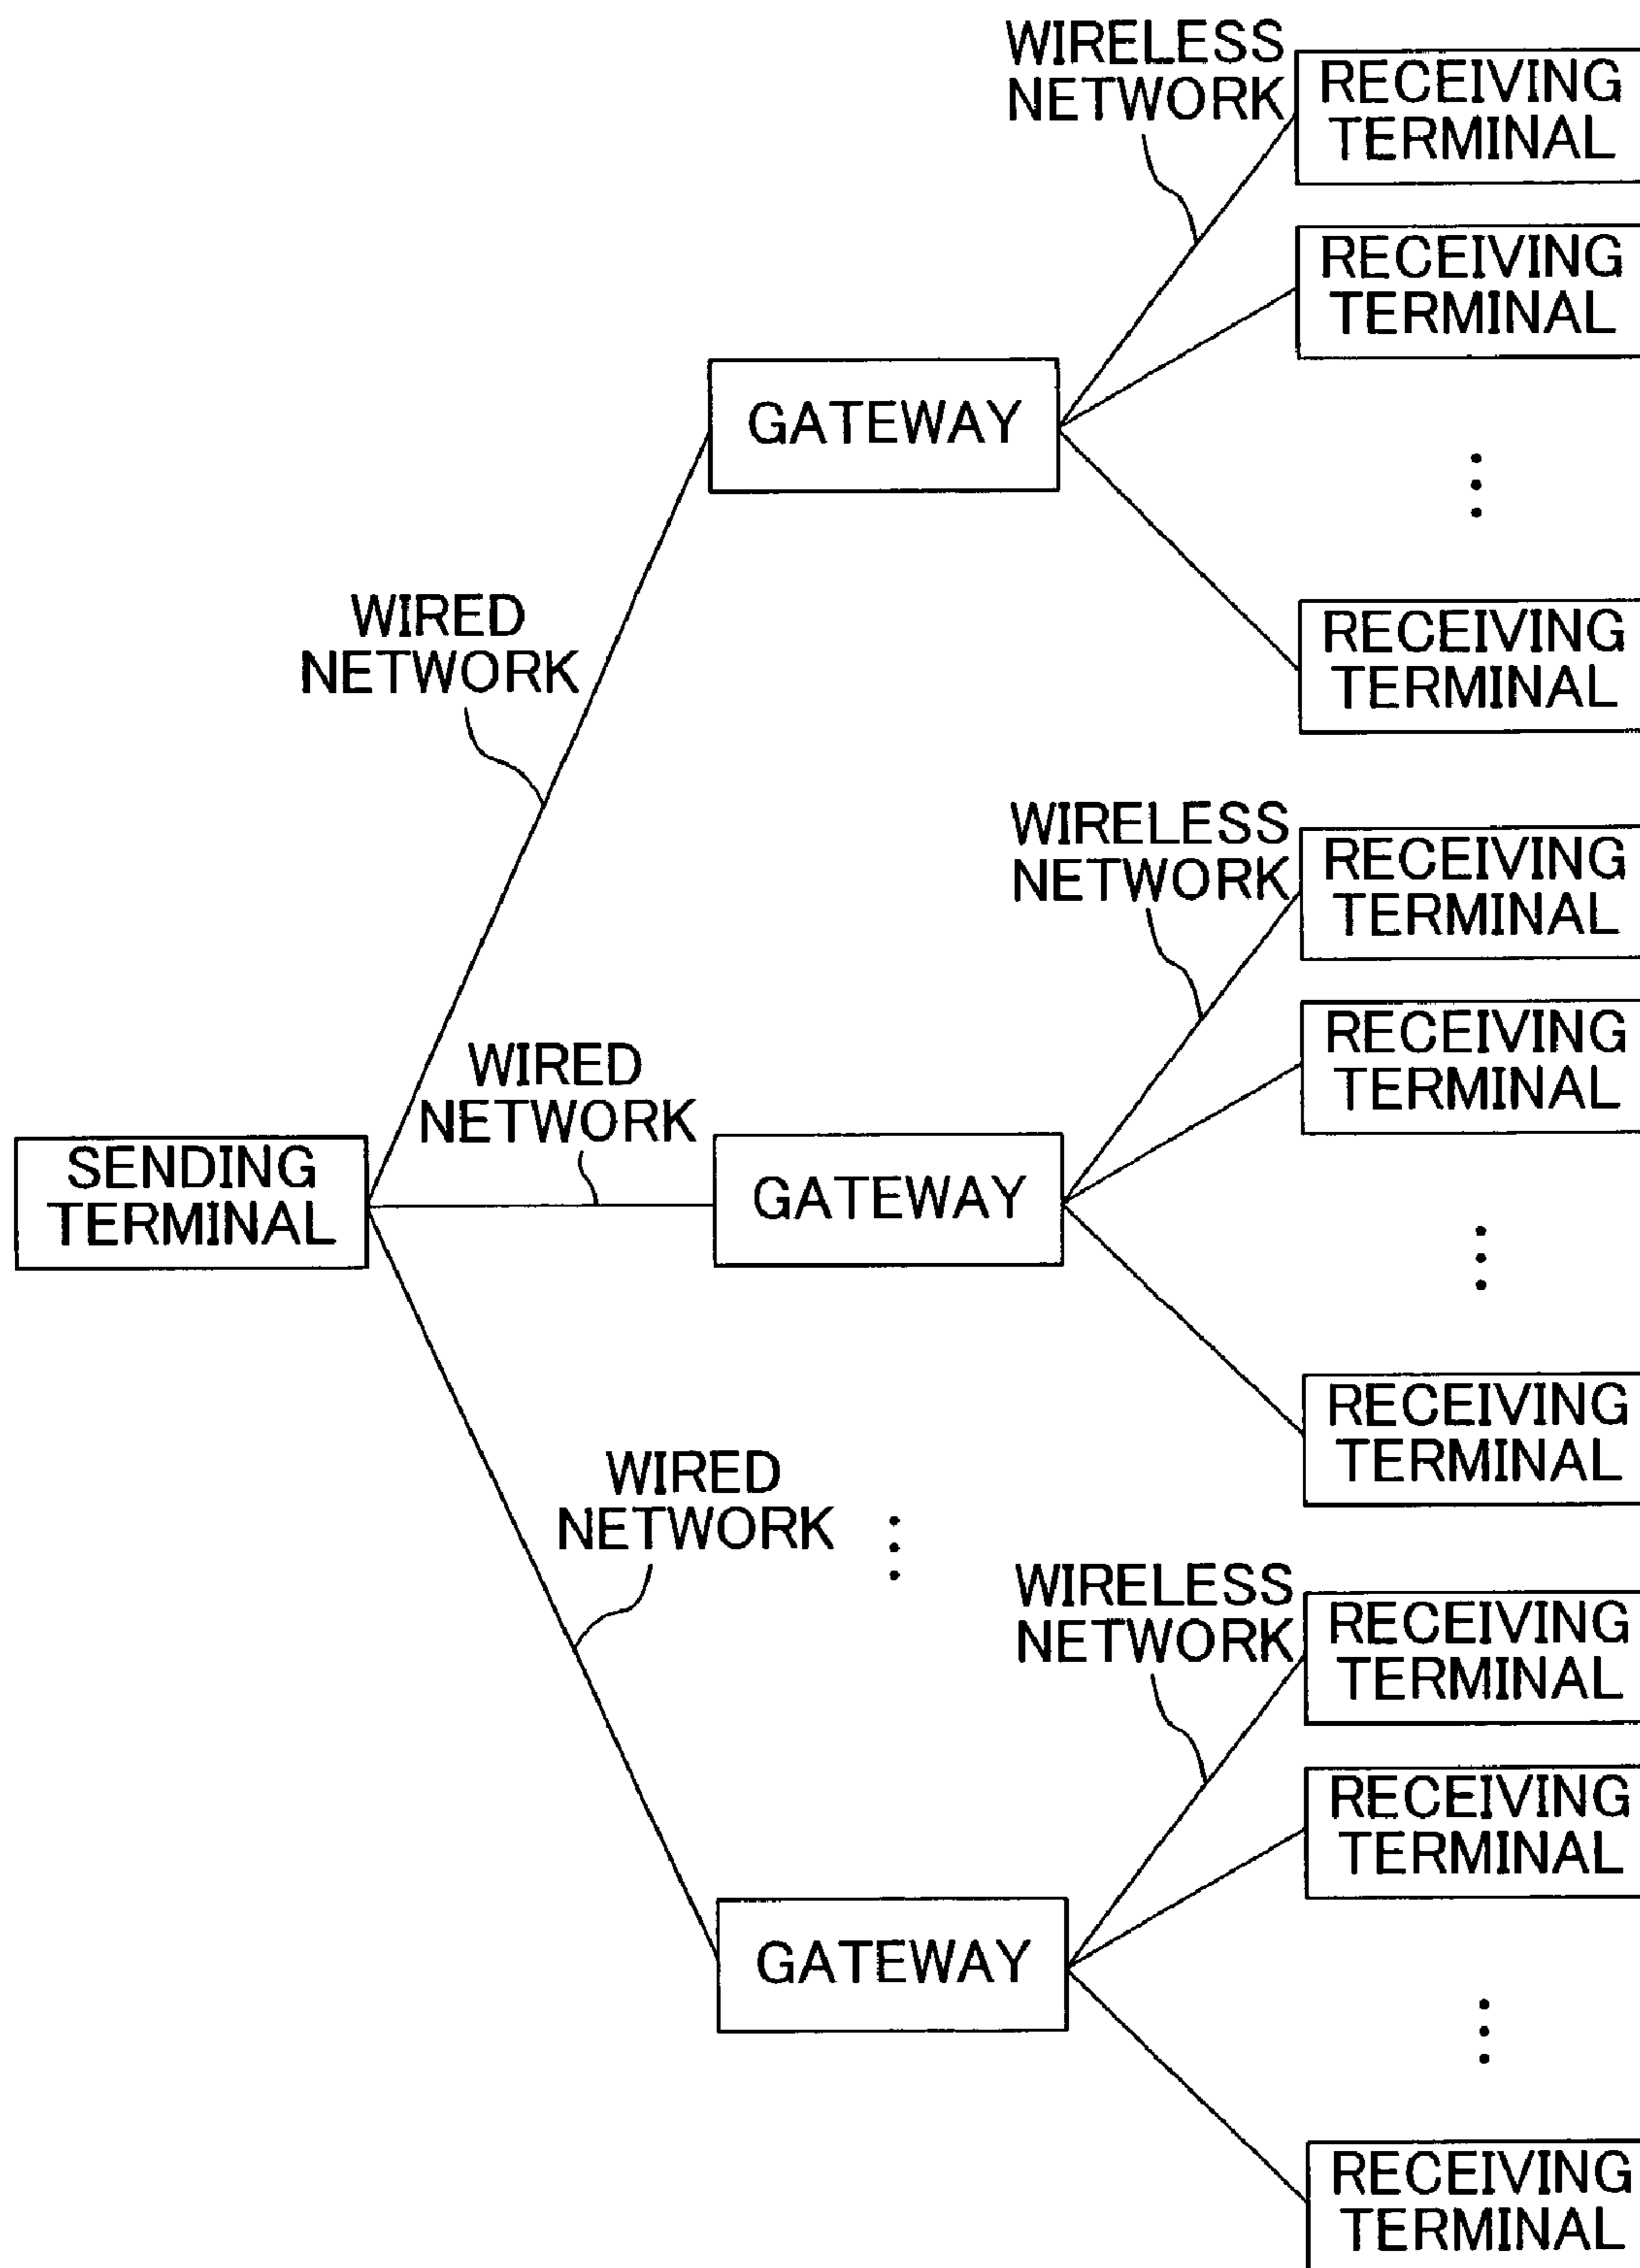 WIRELESS
NETWORK
RECEIVING
TERMINAL
RECEIVING
TERMINAL
GATEWAY
WIRED
NETWORK
RECEIVING
TERMINAL
WIRELESS
NETWORK
RECEIVING
TERMINAL
RECEIVING
TERMINAL
WIRED
NETWORK
SENDING
TERMINAL
GATEWAY
RECEIVING
TERMINAL
WIRED
NETWORK
WIRELESS
NETWORK
RECEIVING
TERMINAL
RECEIVING
TERMINAL
GATEWAY
RECEIVING
TERMINAL